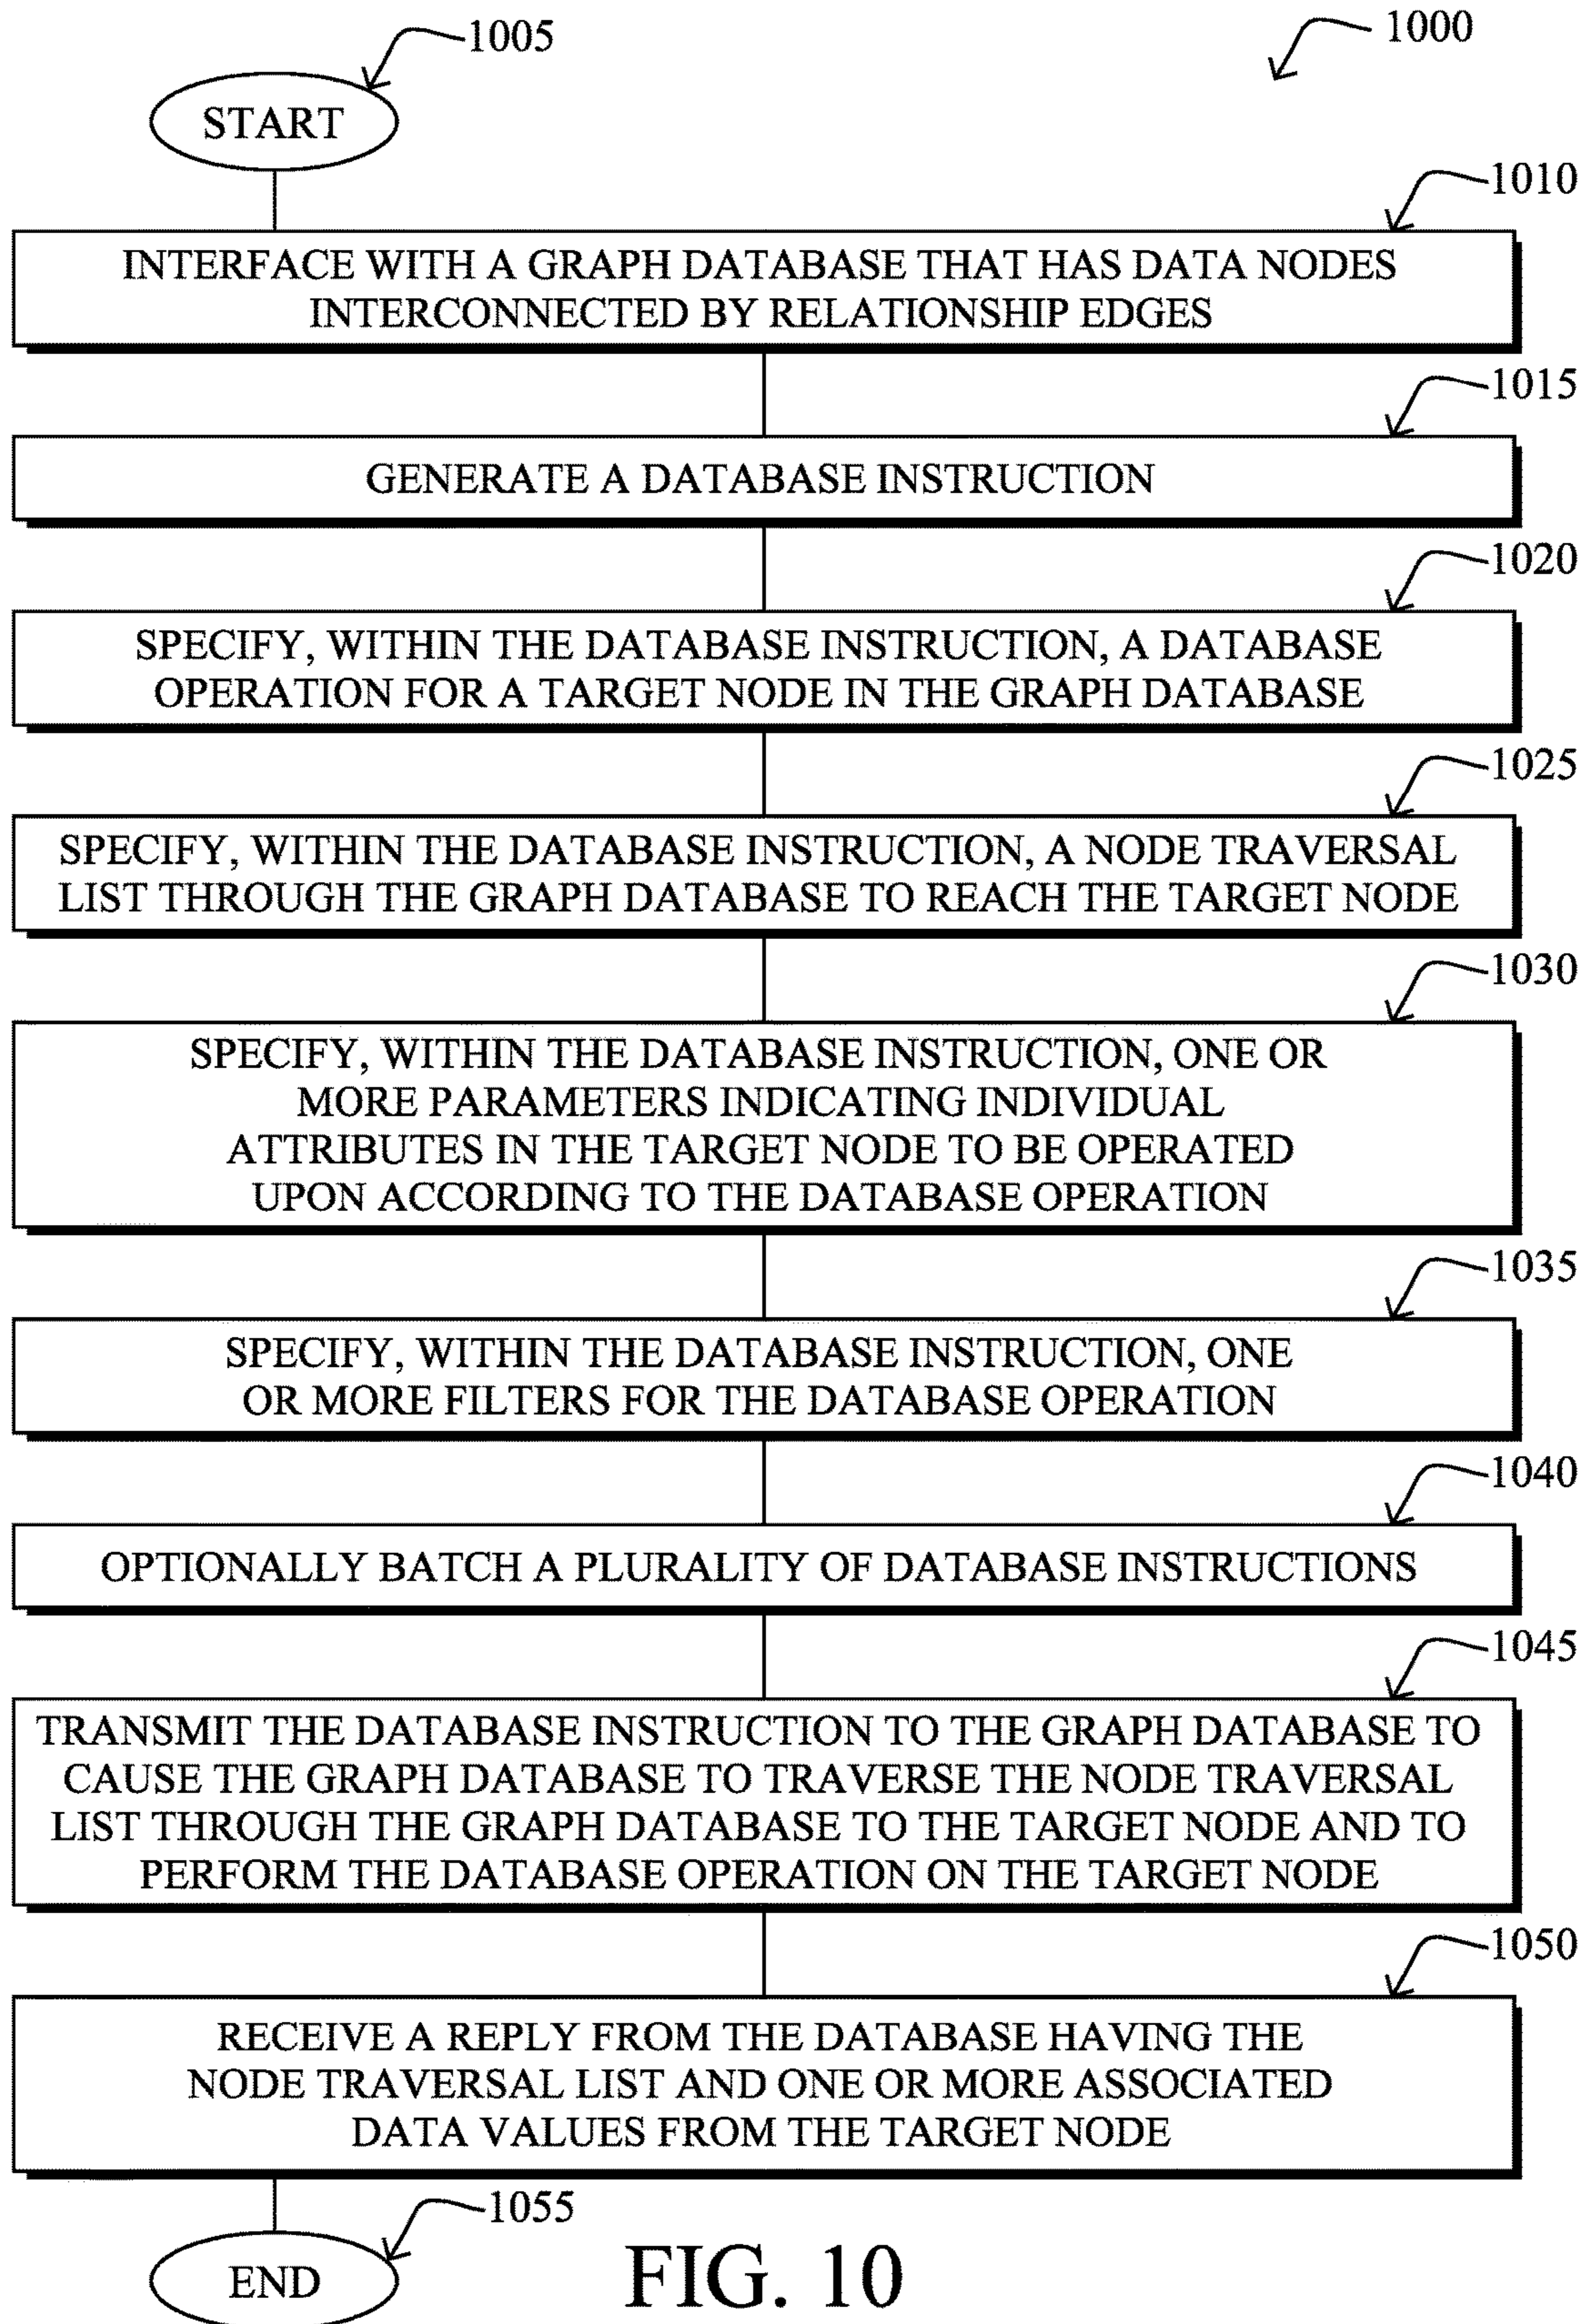 1005
1000
START
1010
INTERFACE WITH A GRAPH DATABASE THAT HAS DATA NODES
INTERCONNECTED BY RELATIONSHIP EDGES
1015
GENERATE A DATABASE INSTRUCTION
1020
SPECIFY, WITHIN THE DATABASE INSTRUCTION, A DATABASE
OPERATION FOR A TARGET NODE IN THE GRAPH DATABASE
1025
SPECIFY, WITHIN THE DATABASE INSTRUCTION, A NODE TRAVERSAL
LIST THROUGH THE GRAPH DATABASE TO REACH THE TARGET NODE
1030
SPECIFY, WITHIN THE DATABASE INSTRUCTION, ONE OR
MORE PARAMETERS INDICATING INDIVIDUAL
ATTRIBUTES IN THE TARGET NODE TO BE OPERATED
UPON ACCORDING TO THE DATABASE OPERATION
1035
SPECIFY, WITHIN THE DATABASE INSTRUCTION, ONE
OR MORE FILTERS FOR THE DATABASE OPERATION
1040
OPTIONALLY BATCH A PLURALITY OF DATABASE INSTRUCTIONS
1045
TRANSMIT THE DATABASE INSTRUCTION TO THE GRAPH DATABASE TO
CAUSE THE GRAPH DATABASE TO TRAVERSE THE NODE TRAVERSAL
LIST THROUGH THE GRAPH DATABASE TO THE TARGET NODE AND TO
PERFORM THE DATABASE OPERATION ON THE TARGET NODE
1050
RECEIVE A REPLY FROM THE DATABASE HAVING THE
NODE TRAVERSAL LIST AND ONE OR MORE ASSOCIATED
DATA VALUES FROM THE TARGET NODE
1055
END
FIG. 10